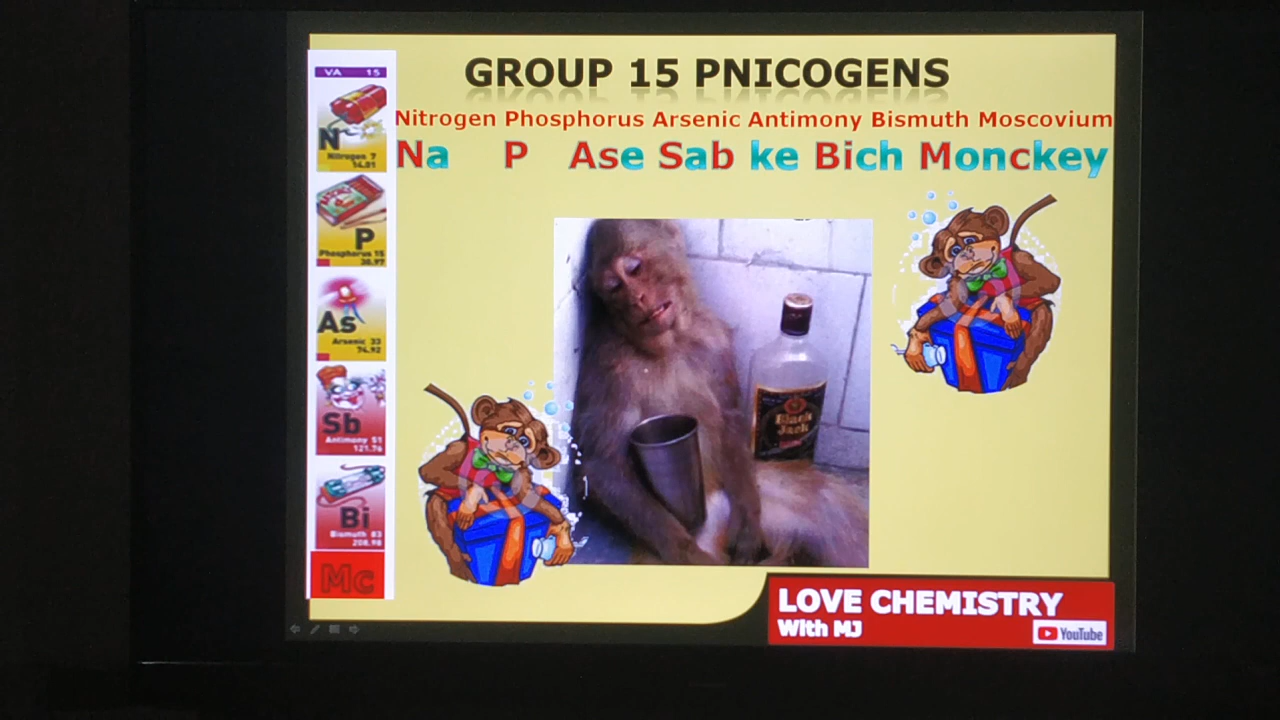 GROUP 15 PNICOGENS
Nitrogen Phosphorus Arsenic Antimony Bismuth Moscovium
Na P Ase Sab ke Bich Monckey
VA 15
N
Nitrogen 7
14.01
P
Phosphorus 15
30.97
As
Arsenic 33
74.92
Sb
Antimony 51
121.76
Bi
Bismuth 83
208.98
Mc
Black
Jack
LOVE CHEMISTRY
With MJ
YouTube